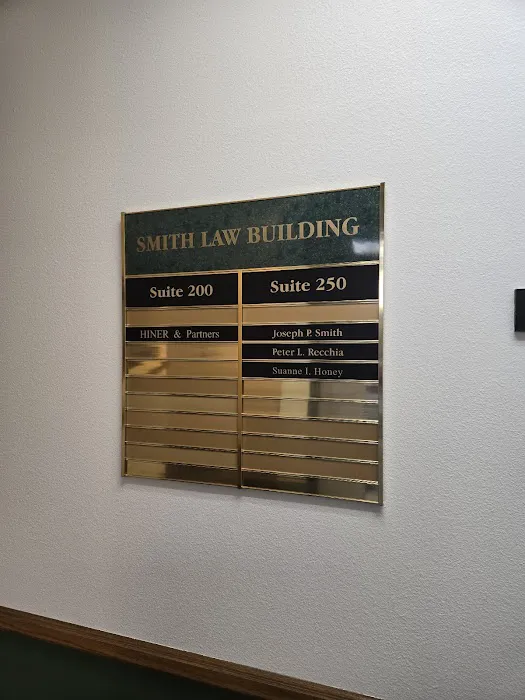 SMITH LAW BUILDING
Suite 200
HINER & Partners
Suite 250
Joseph P. Smith
Peter L. Recchia
Suanne I. Honey